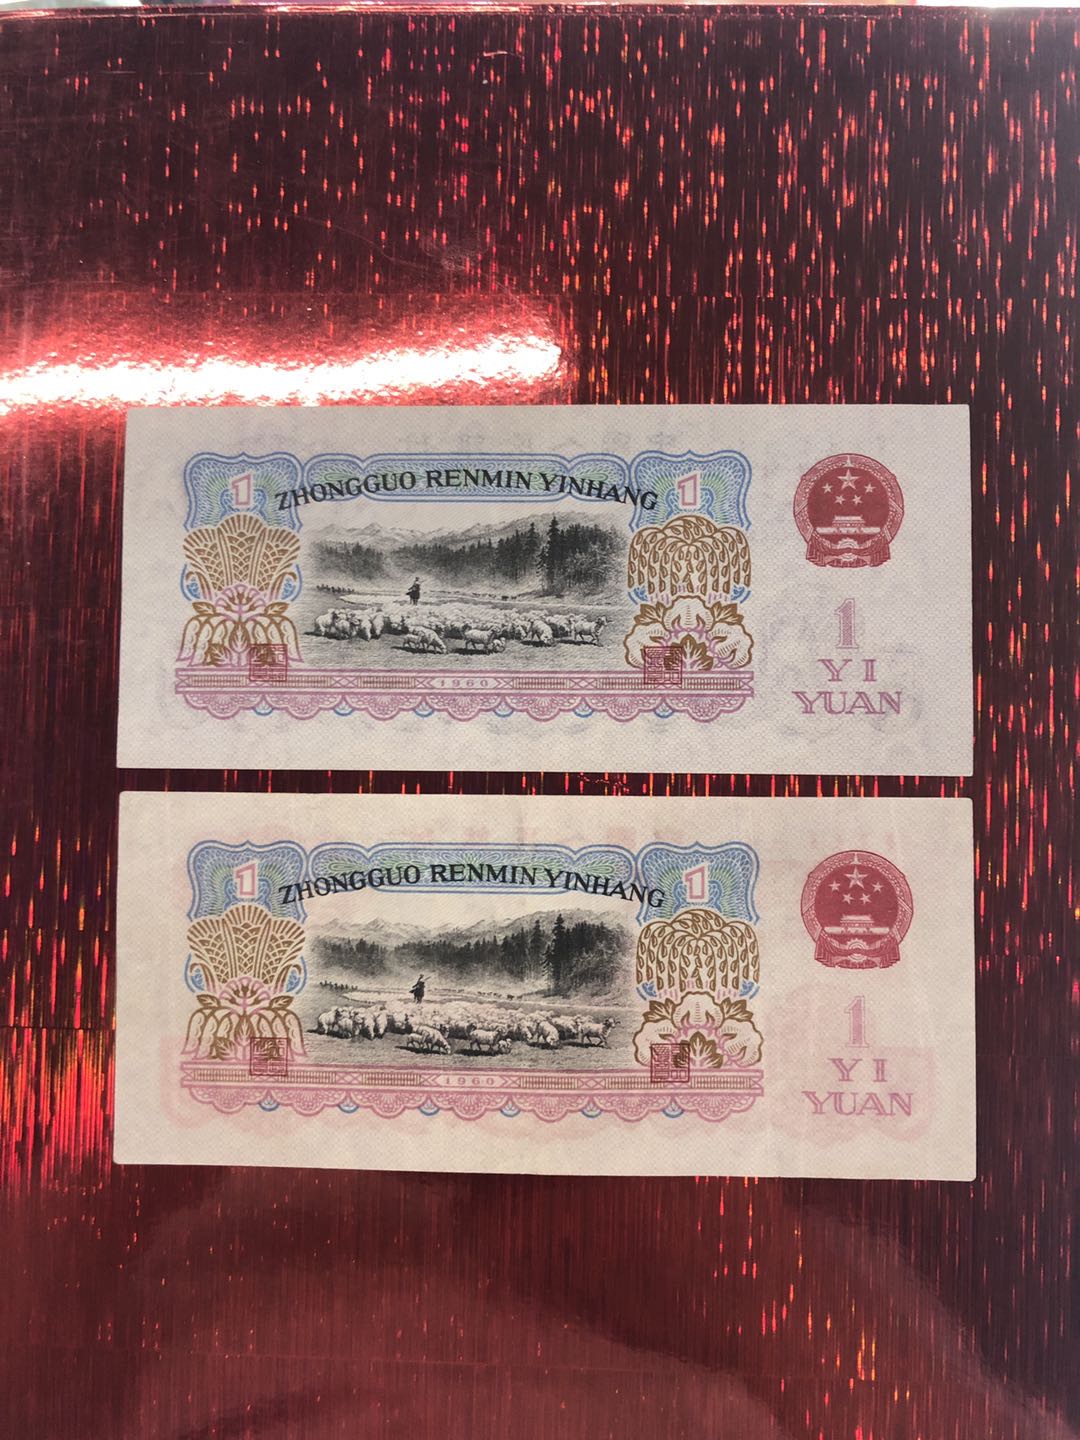 1 ZHONGGUO RENMIN YINHANG 1
1960
1
YI
YUAN
1 ZHONGGUO RENMIN YINHANG 1
1960
1
YI
YUAN